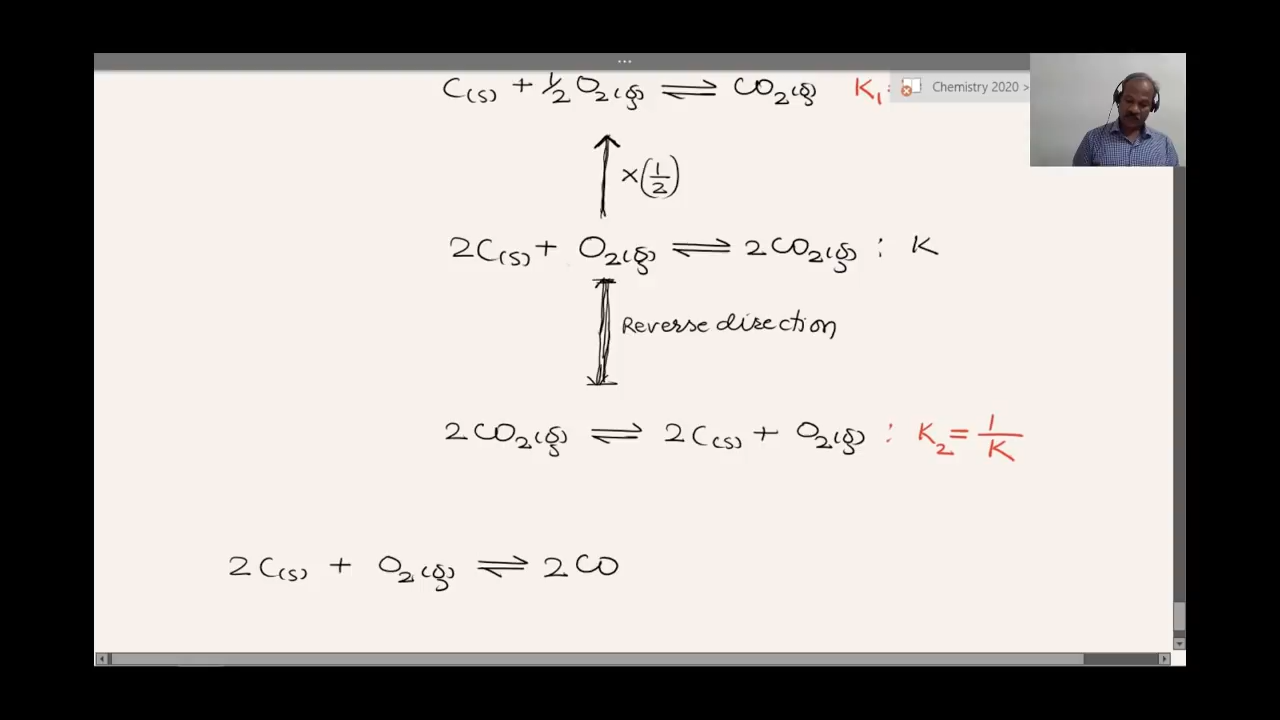 C(s) + 1/2 O2(g) ⇌ CO2(g) K1=
Chemistry 2020 >
×(1/2)
2C(s) + O2(g) ⇌ 2CO2(g) : K
Reverse direction
2CO2(g) ⇌ 2C(s) + O2(g) : K2 = 1/K
2C(s) + O2(g) ⇌ 2CO